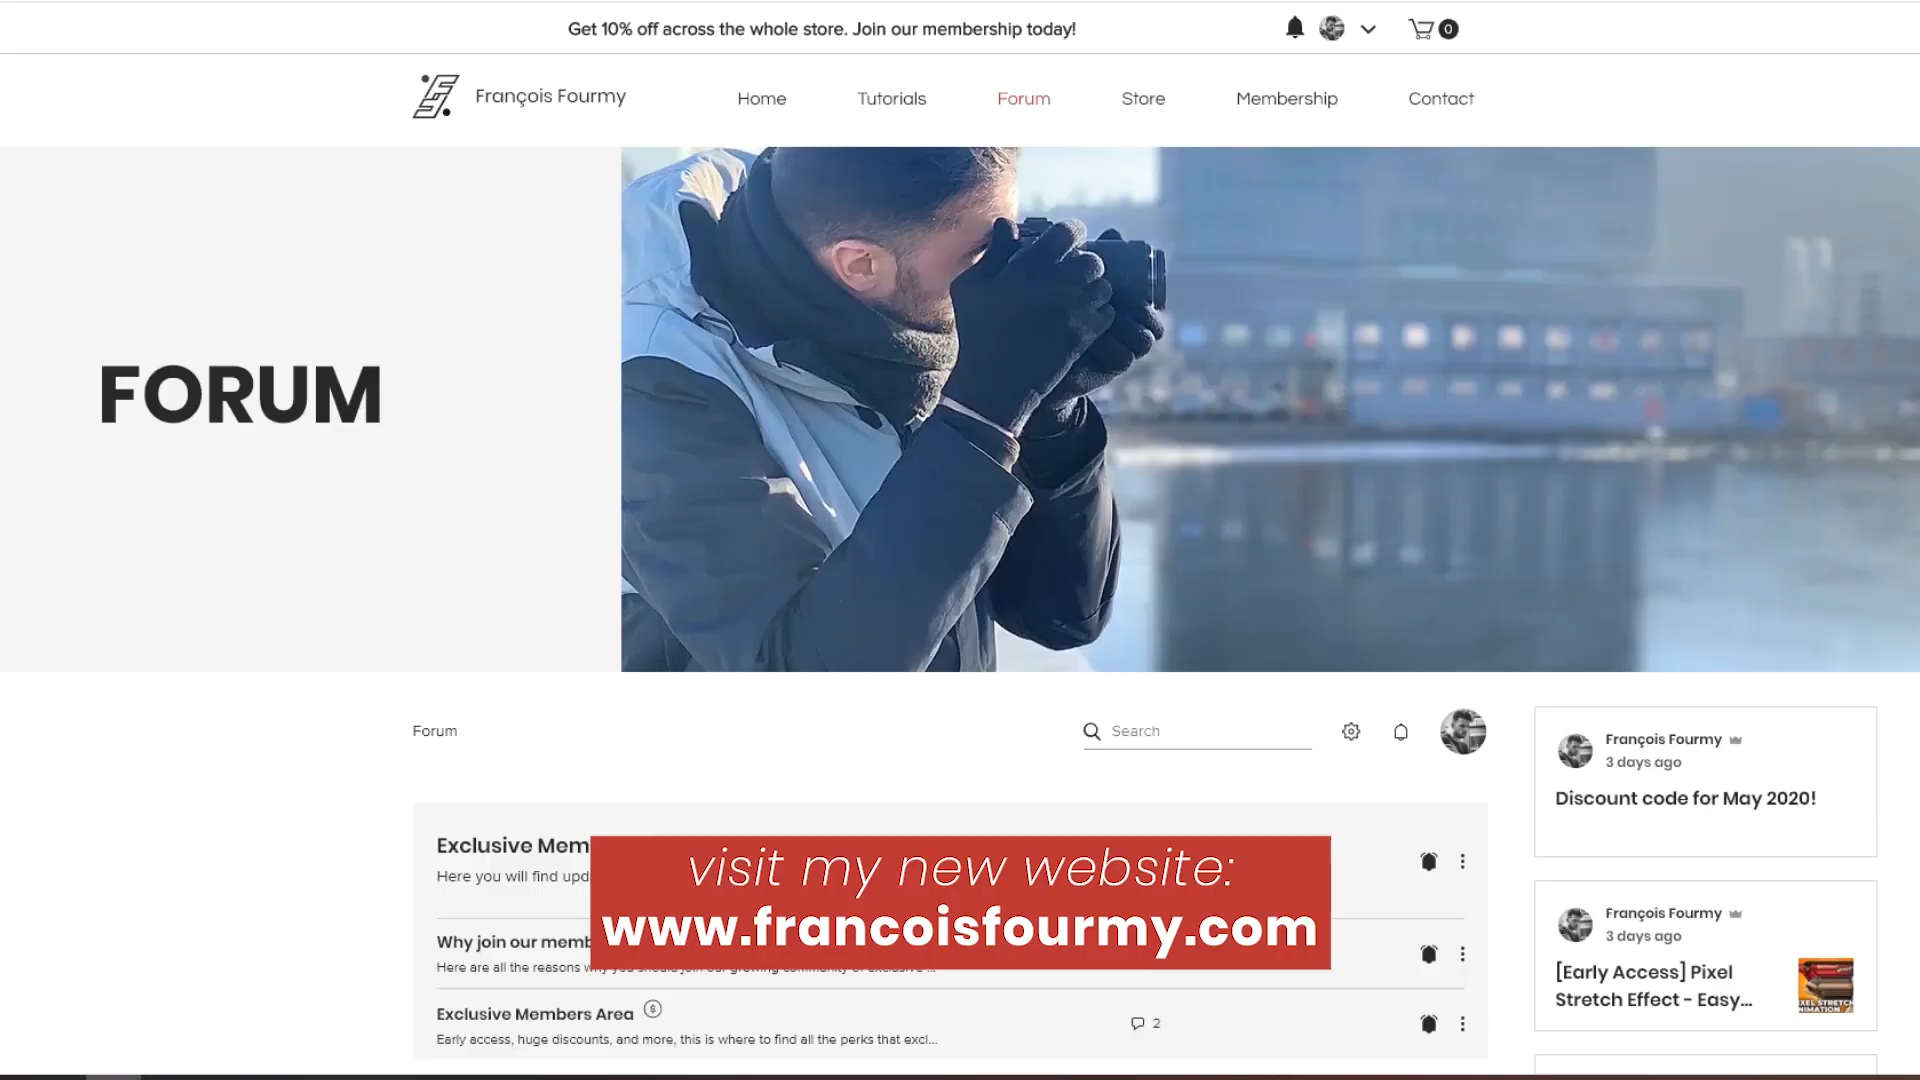 Get 10% off across the whole store. Join our membership today!
0
François Fourmy
Home
Tutorials
Forum
Store
Membership
Contact
FORUM
Forum
Search
François Fourmy
3 days ago
Discount code for May 2020!
Exclusive Mem
Here you will find upd
visit my new website:
www.francoisfourmy.com
Why join our memb
Here are all the reasons
Exclusive Members Area
2
Early access, huge discounts, and more, this is where to find all the perks that excl...
François Fourmy
3 days ago
[Early Access] Pixel
Stretch Effect - Easy...